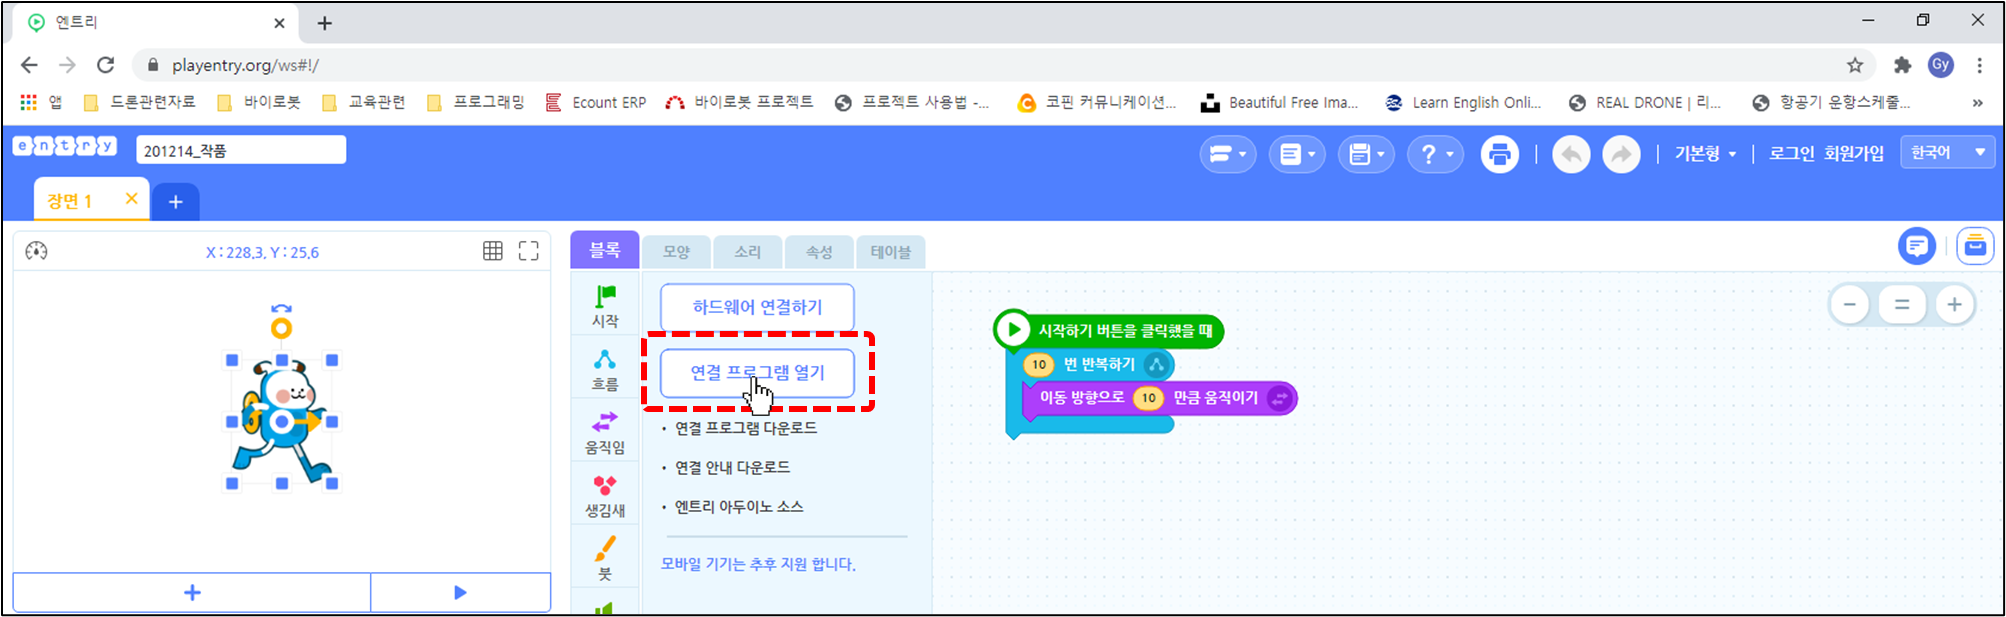 엔트리
playentry.org/ws#!/
Gy
앱 드론관련자료 바이로봇 교육관련 프로그래밍 Ecount ERP 바이로봇 프로젝트 프로젝트 사용법 -... 코핀 커뮤니케이션... Beautiful Free Ima... Learn English Onli... REAL DRONE | 리... 항공기 운항스케줄... »
entry 201214_작품 ? 기본형 로그인 회원가입 한국어
장면 1
X : 228.3, Y : 25.6
블록 모양 소리 속성 테이블
시작
흐름
움직임
생김새
붓
하드웨어 연결하기
연결 프로그램 열기
· 연결 프로그램 다운로드
· 연결 안내 다운로드
· 엔트리 아두이노 소스
모바일 기기는 추후 지원 합니다.
시작하기 버튼을 클릭했을 때
10 번 반복하기
이동 방향으로 10 만큼 움직이기